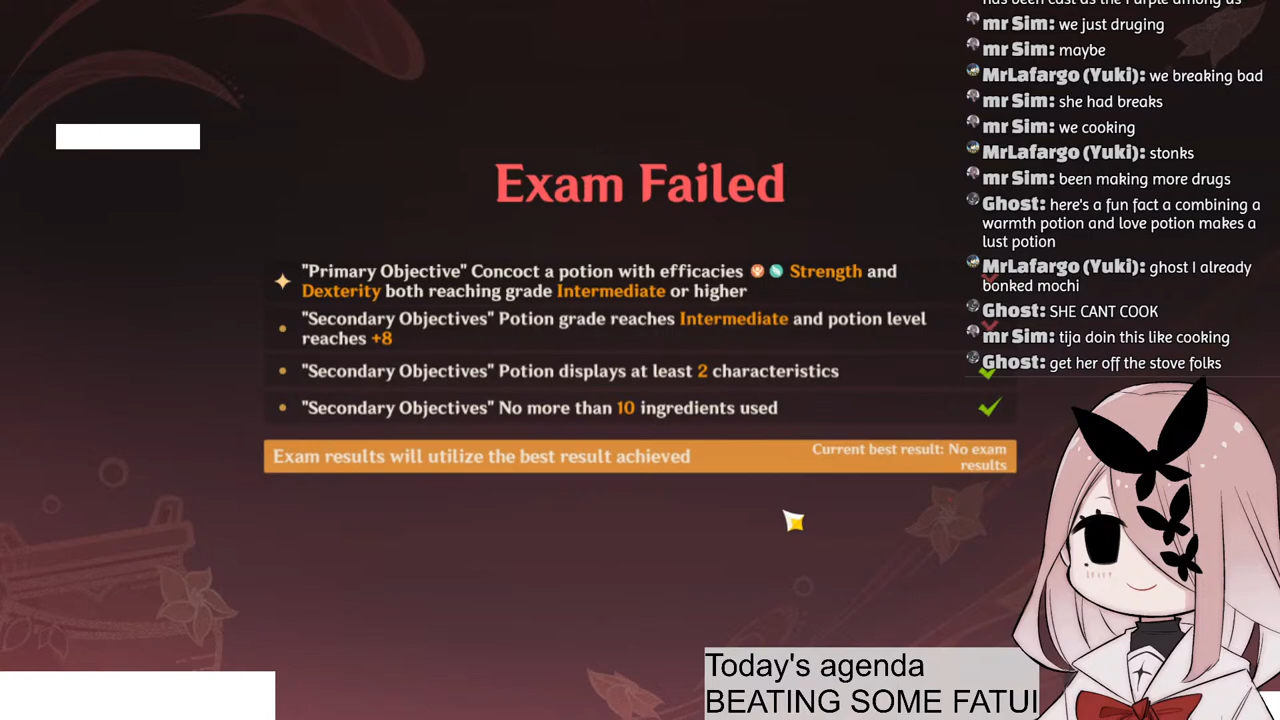 Exam Failed
"Primary Objective" Concoct a potion with efficacies Strength and
Dexterity both reaching grade Intermediate or higher
"Secondary Objectives" Potion grade reaches Intermediate and potion level
reaches +8
"Secondary Objectives" Potion displays at least 2 characteristics
"Secondary Objectives" No more than 10 ingredients used
Exam results will utilize the best result achieved
Current best result: No exam
results
has been cast as the Purple among us
mr Sim: we just druging
mr Sim: maybe
MrLafargo (Yuki): we breaking bad
mr Sim: she had breaks
mr Sim: we cooking
MrLafargo (Yuki): stonks
mr Sim: been making more drugs
Ghost: here's a fun fact a combining a
warmth potion and love potion makes a
lust potion
MrLafargo (Yuki): ghost I already
bonked mochi
Ghost: SHE CANT COOK
mr Sim: tija doin this like cooking
Ghost: get her off the stove folks
Today's agenda
BEATING SOME FATUI